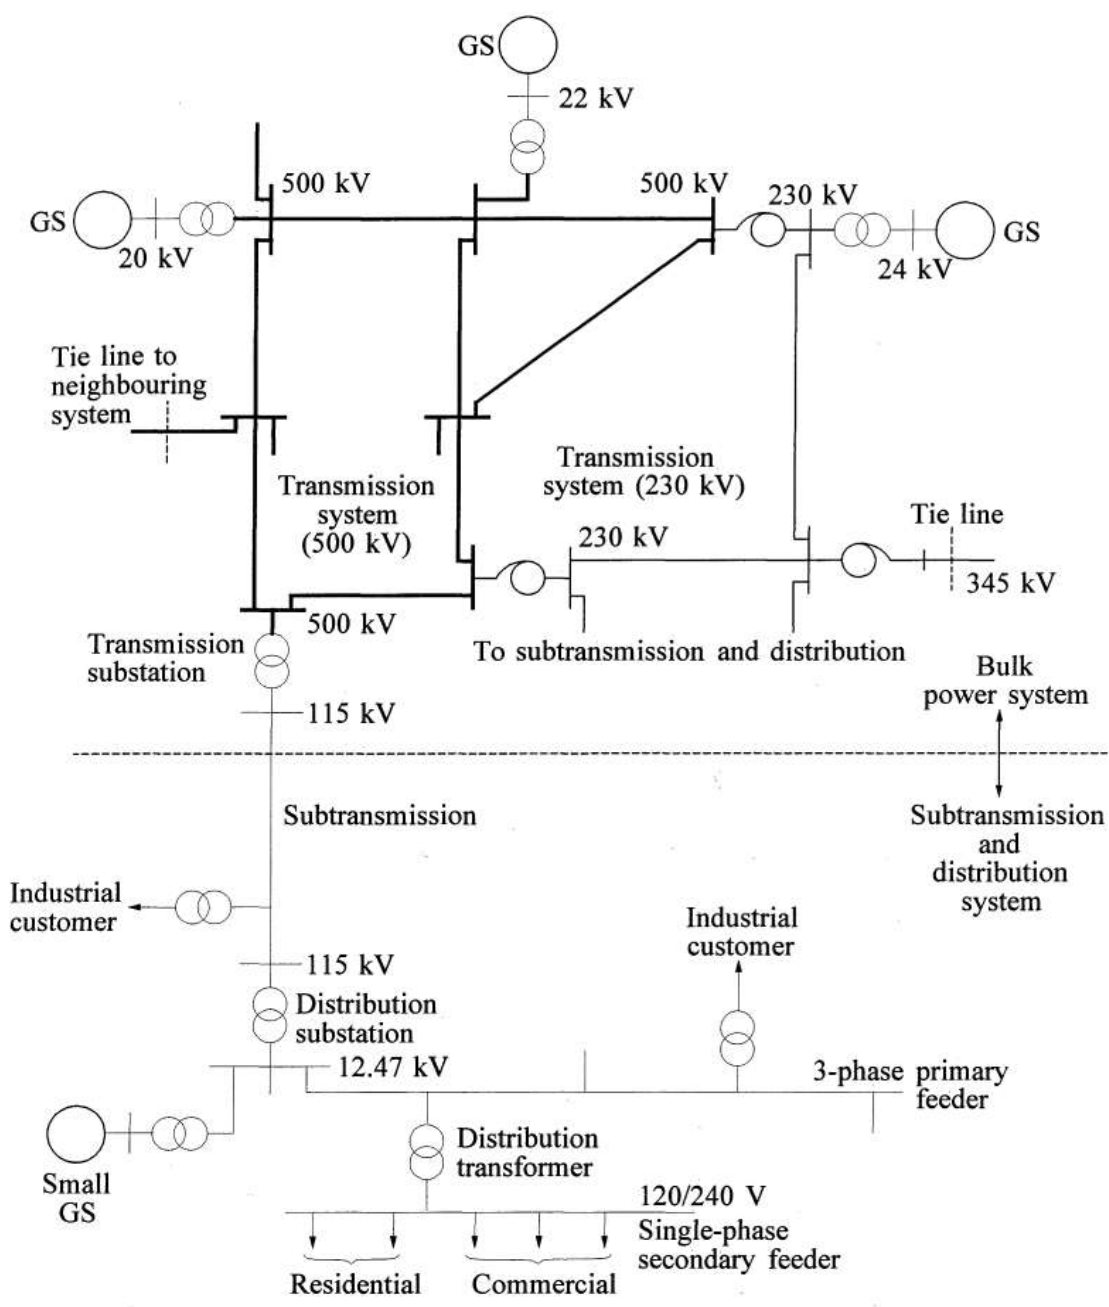 GS
22 kV
500 kV
500 kV
230 kV
GS
20 kV
24 kV
GS
Tie line to
neighbouring
system
Transmission
system
(500 kV)
Transmission
system (230 kV)
Tie line
230 kV
345 kV
500 kV
Transmission
substation
To subtransmission and distribution
115 kV
Bulk
power system
Subtransmission
Subtransmission
and
distribution
system
Industrial
customer
Industrial
customer
115 kV
Distribution
substation
12.47 kV
3-phase primary
feeder
Small
GS
Distribution
transformer
120/240 V
Single-phase
secondary feeder
Residential
Commercial